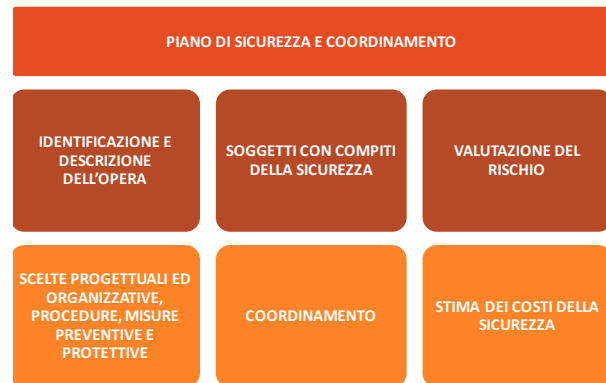 PIANO DI SICUREZZA E COORDINAMENTO
IDENTIFICAZIONE E
DESCRIZIONE
DELL'OPERA
SOGGETTI CON COMPITI
DELLA SICUREZZA
VALUTAZIONE DEL
RISCHIO
SCELTE PROGETTUALI ED
ORGANIZZATIVE,
PROCEDURE, MISURE
PREVENTIVE E
PROTETTIVE
COORDINAMENTO
STIMA DEI COSTI DELLA
SICUREZZA